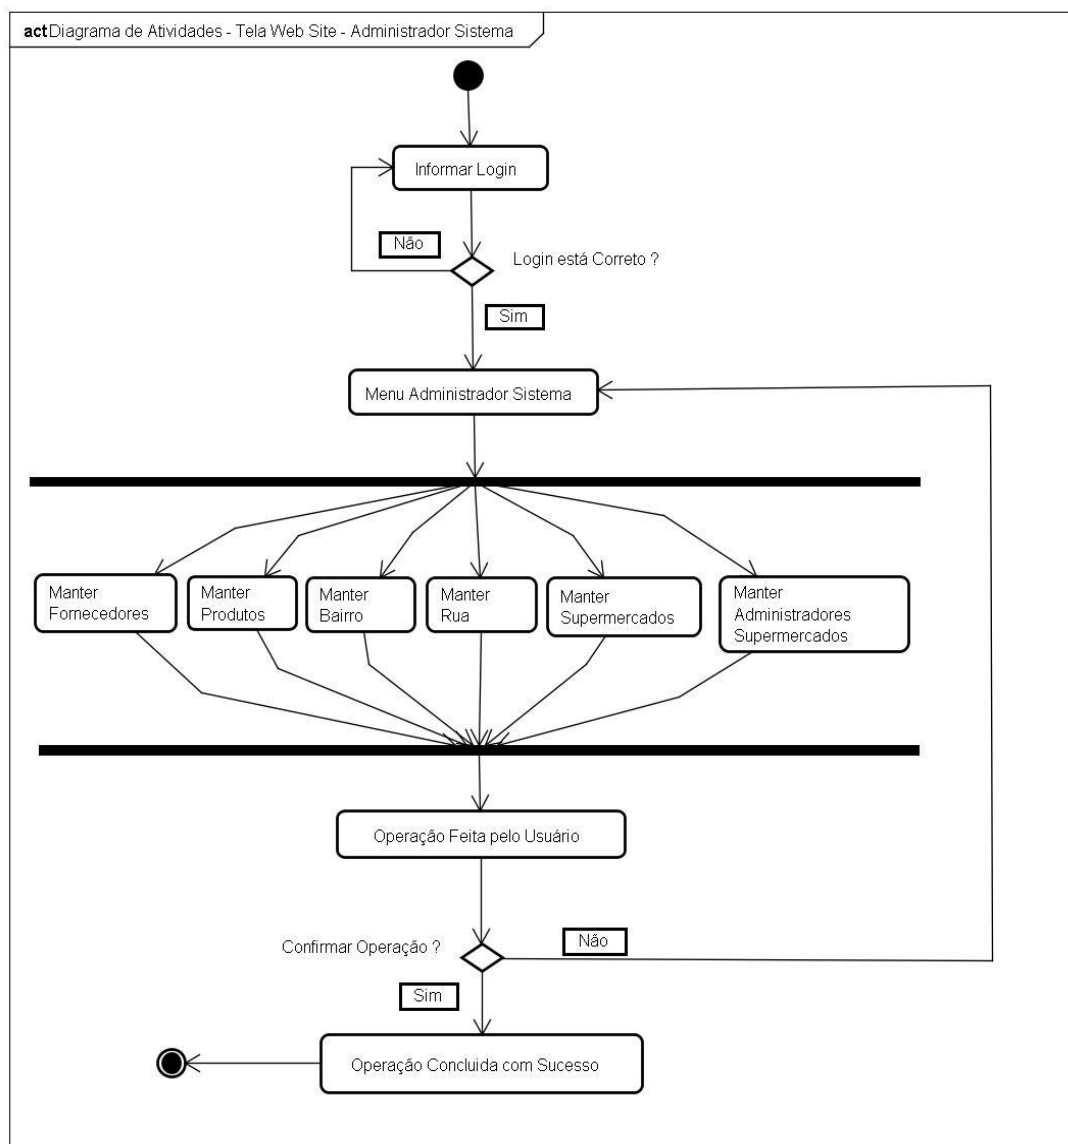 act Diagrama de Atividades - Tela Web Site - Administrador Sistema
Informar Login
Não
Login está Correto ?
Sim
Menu Administrador Sistema
Manter
Fornecedores
Manter
Produtos
Manter
Bairro
Manter
Rua
Manter
Supermercados
Manter
Administradores
Supermercados
Operação Feita pelo Usuário
Confirmar Operação ?
Não
Sim
Operação Concluida com Sucesso